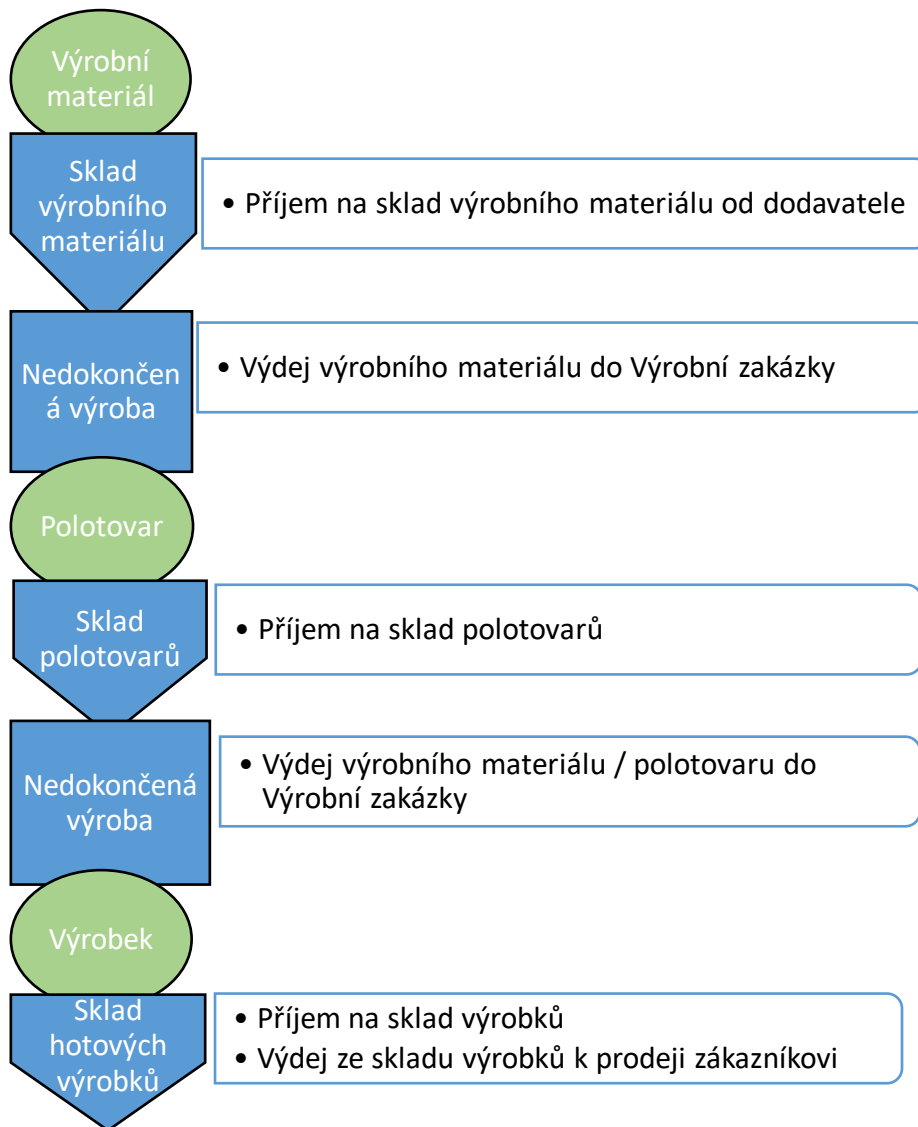 Výrobní
materiál
Sklad
výrobního
materiálu
• Příjem na sklad výrobního materiálu od dodavatele
Nedokončen
á výroba
• Výdej výrobního materiálu do Výrobní zakázky
Polotovar
Sklad
polotovarů
• Příjem na sklad polotovarů
Nedokončená
výroba
• Výdej výrobního materiálu / polotovaru do
Výrobní zakázky
Výrobek
Sklad
hotových
výrobků
• Příjem na sklad výrobků
• Výdej ze skladu výrobků k prodeji zákazníkovi